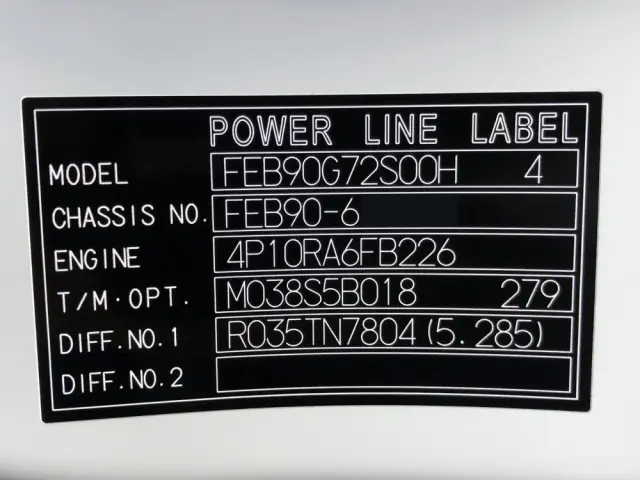 POWER LINE LABEL
MODEL FEB90G72S00H 4
CHASSIS NO. FEB90-6
ENGINE 4P10RA6FB226
T/M·OPT. M038S5B018 279
DIFF.NO.1 R035TN7804(5.285)
DIFF.NO.2